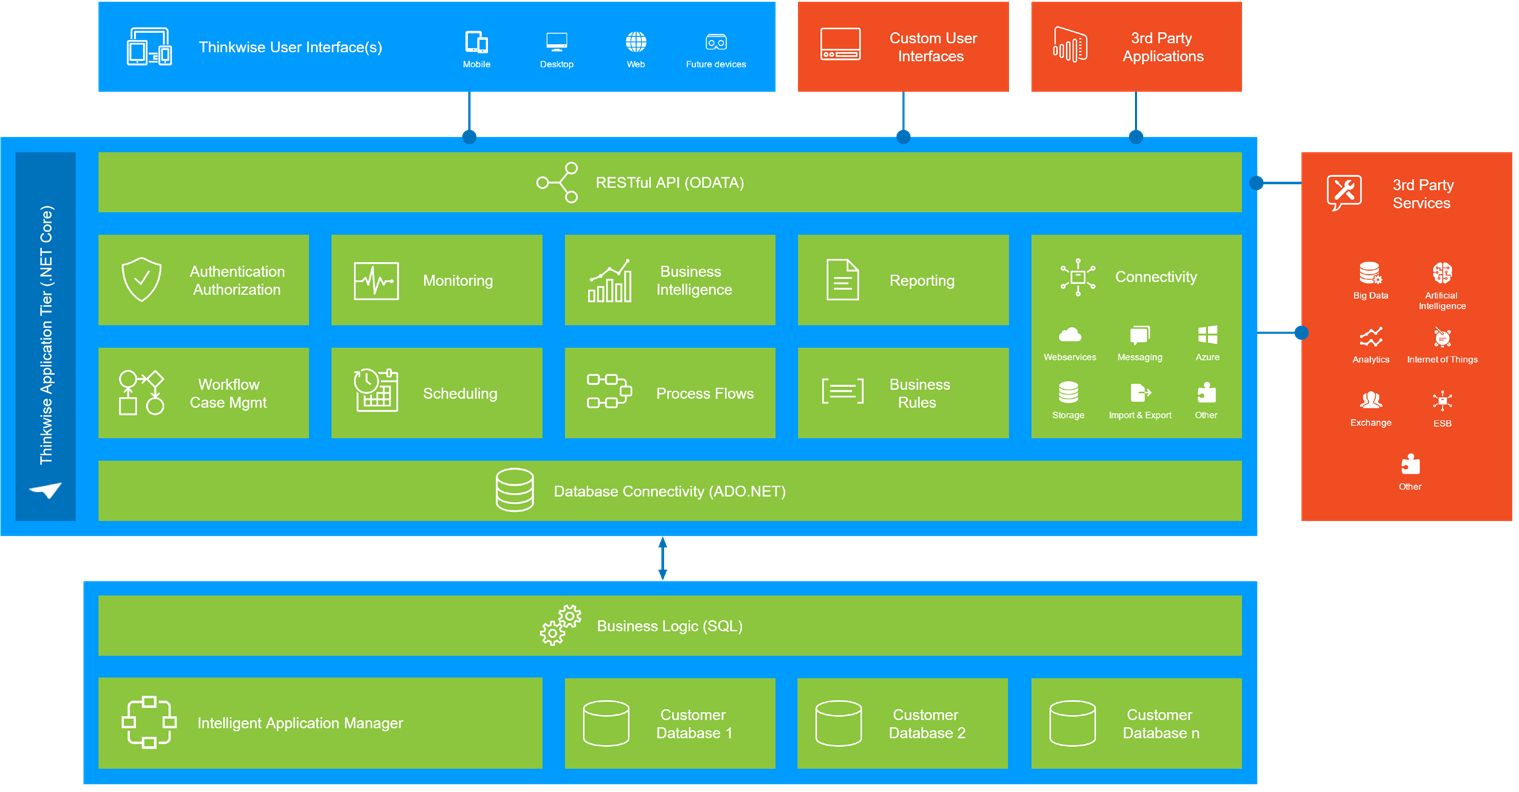 Thinkwise User Interface(s)
Mobile
Desktop
Web
Future devices
Custom User
Interfaces
3rd Party
Applications
Thinkwise Application Tier (.NET Core)
RESTful API (ODATA)
Authentication
Authorization
Monitoring
Business
Intelligence
Reporting
Connectivity
Webservices
Messaging
Azure
Storage
Import & Export
Other
Workflow
Case Mgmt
Scheduling
Process Flows
Business
Rules
Database Connectivity (ADO.NET)
3rd Party
Services
Big Data
Artificial
Intelligence
Analytics
Internet of Things
Exchange
ESB
Other
Business Logic (SQL)
Intelligent Application Manager
Customer
Database 1
Customer
Database 2
Customer
Database n